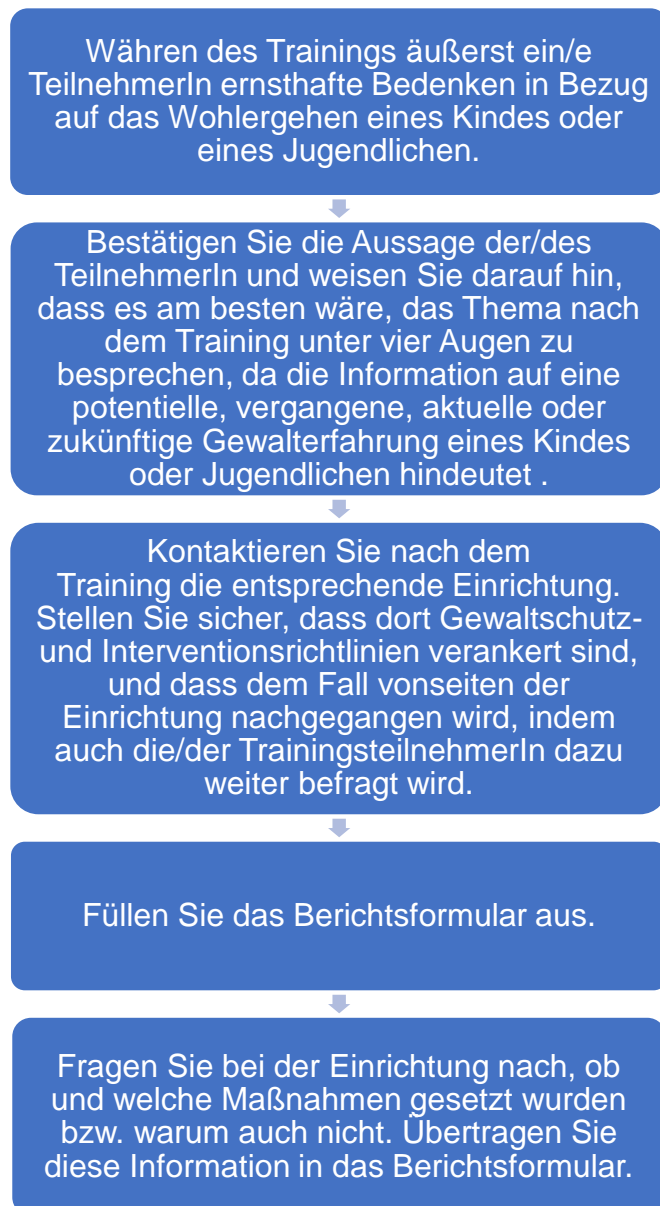 Währen des Trainings äußerst ein/e
TeilnehmerIn ernsthafte Bedenken in Bezug
auf das Wohlergehen eines Kindes oder
eines Jugendlichen.
Bestätigen Sie die Aussage der/des
TeilnehmerIn und weisen Sie darauf hin,
dass es am besten wäre, das Thema nach
dem Training unter vier Augen zu
besprechen, da die Information auf eine
potentielle, vergangene, aktuelle oder
zukünftige Gewalterfahrung eines Kindes
oder Jugendlichen hindeutet .
Kontaktieren Sie nach dem
Training die entsprechende Einrichtung.
Stellen Sie sicher, dass dort Gewaltschutz-
und Interventionsrichtlinien verankert sind,
und dass dem Fall vonseiten der
Einrichtung nachgegangen wird, indem
auch die/der TrainingsteilnehmerIn dazu
weiter befragt wird.
Füllen Sie das Berichtsformular aus.
Fragen Sie bei der Einrichtung nach, ob
und welche Maßnahmen gesetzt wurden
bzw. warum auch nicht. Übertragen Sie
diese Information in das Berichtsformular.